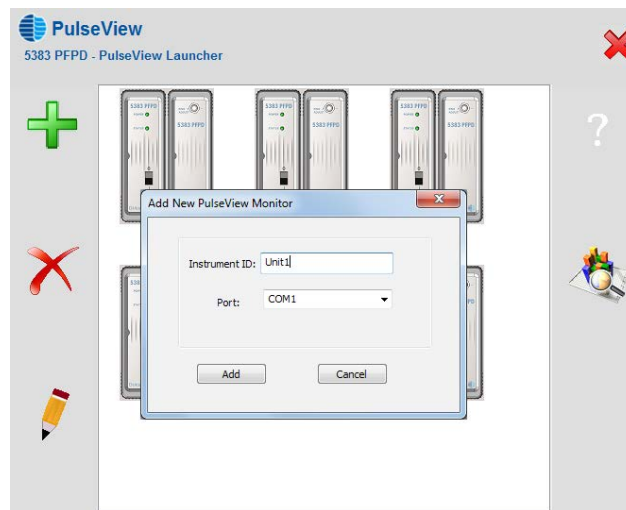 PulseView
5383 PFPD - PulseView Launcher
5383 PFPD
5383 PFPD
5383 PFPD
5383 PFPD
5383 PFPD
5383 PFPD
Add New PulseView Monitor
Instrument ID: Unit1
Port: COM1
Add Cancel
?